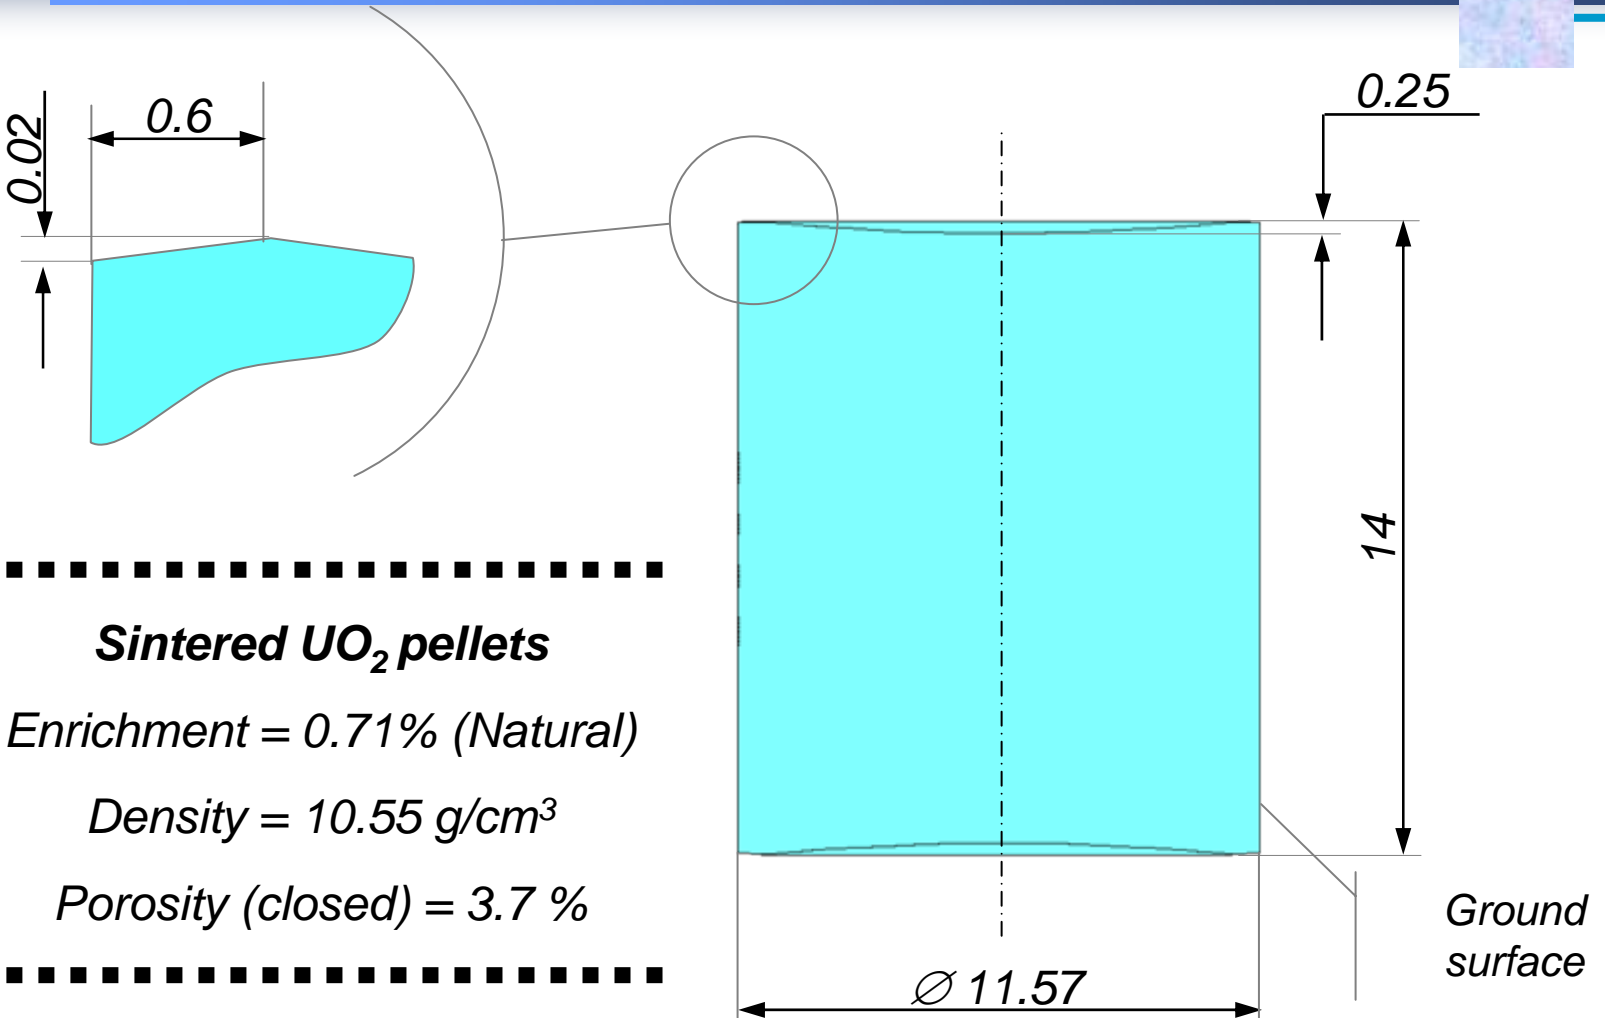 0.6
0.02
0.25
14
Sintered UO₂ pellets
Enrichment = 0.71% (Natural)
Density = 10.55 g/cm³
Porosity (closed) = 3.7 %
Ground
surface
∅ 11.57